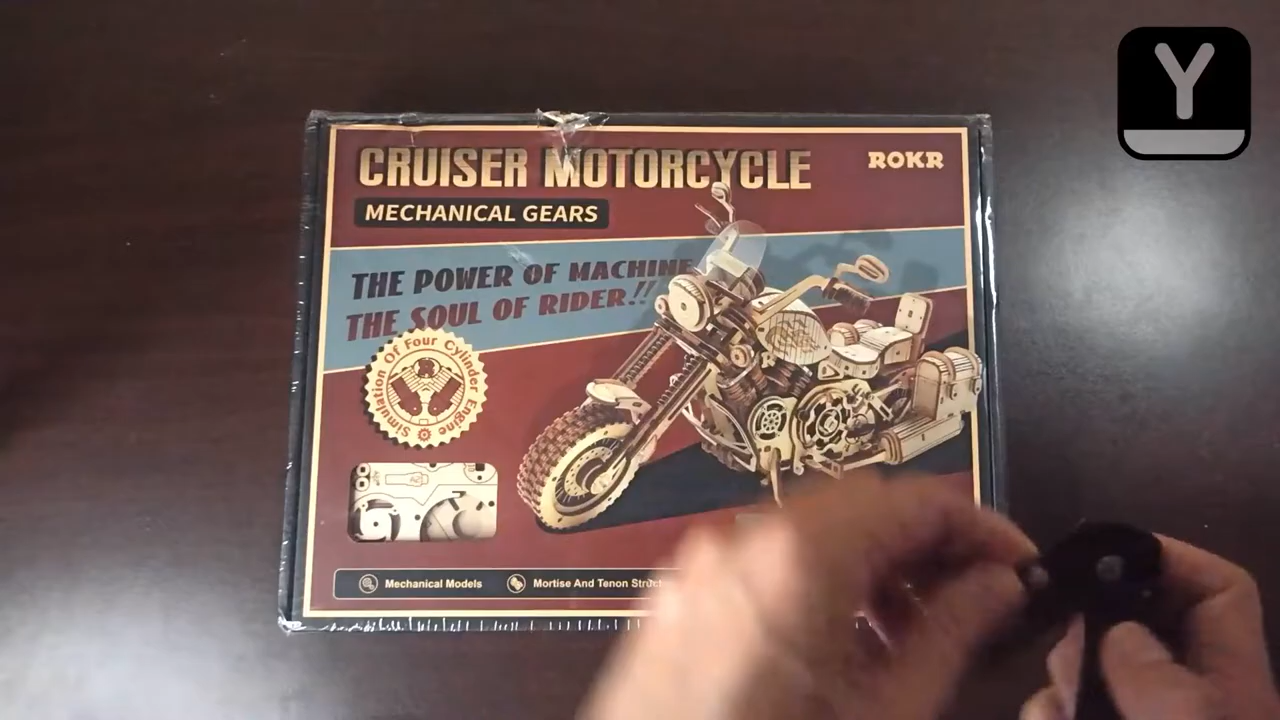 Y
CRUISER MOTORCYCLE
ROKR
MECHANICAL GEARS
THE POWER OF MACHINE
THE SOUL OF RIDER!!
Simulation Of Four Cylinder Engine
Mechanical Models
Mortise And Tenon